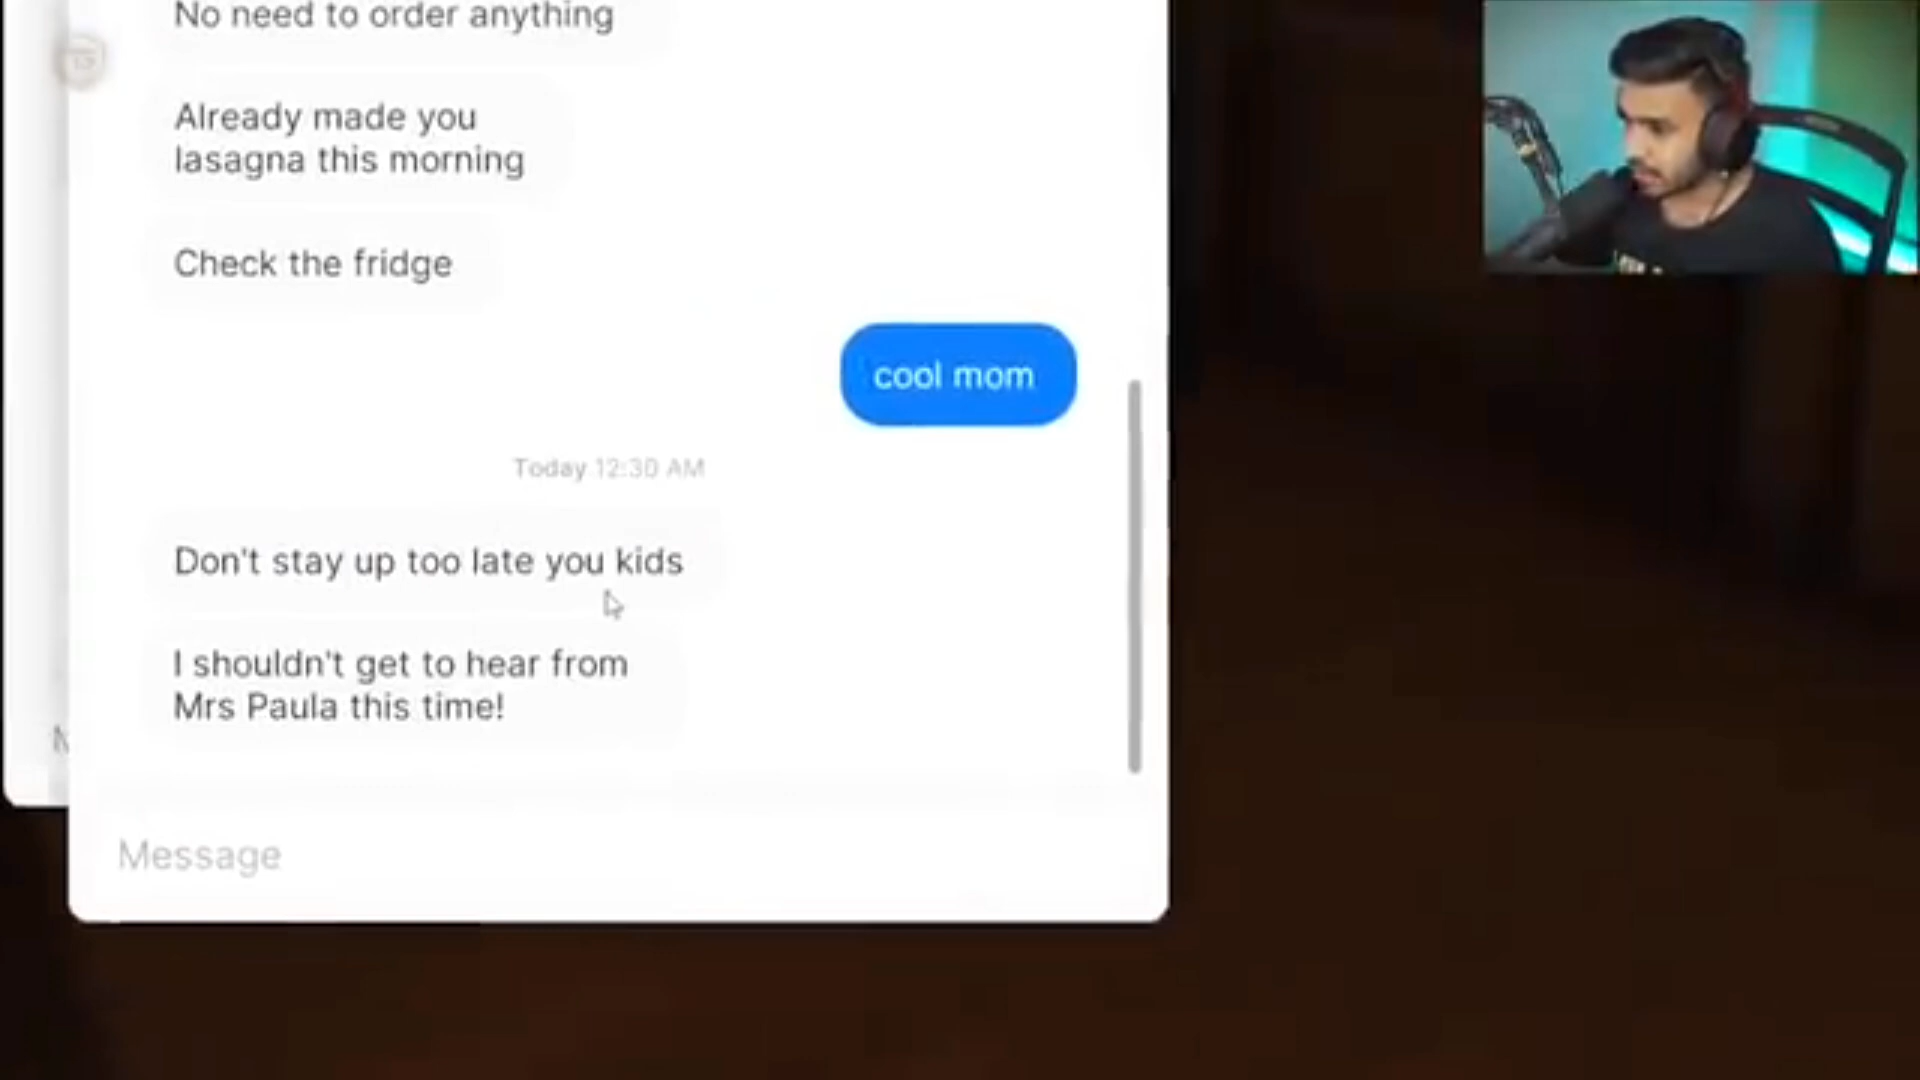 No need to order anything
Already made you
lasagna this morning
Check the fridge
cool mom
Today 12:30 AM
Don't stay up too late you kids
I shouldn't get to hear from
Mrs Paula this time!
Message